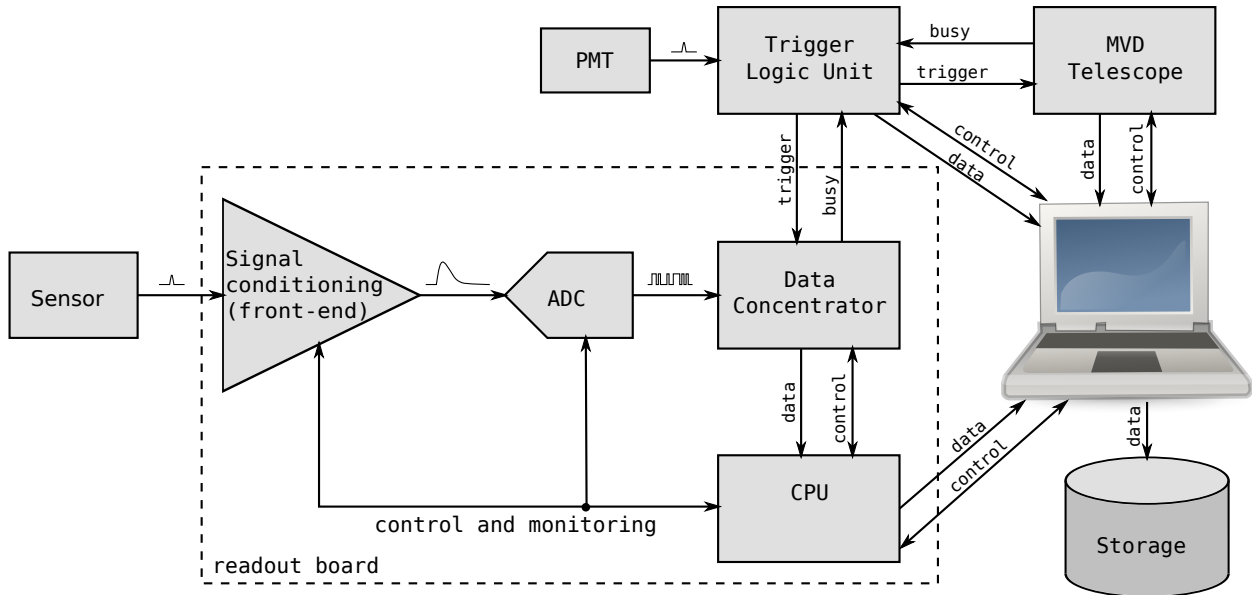 PMT
Trigger
Logic Unit
busy
trigger
MVD
Telescope
control
data
data
control
trigger
busy
Sensor
Signal
conditioning
(front-end)
ADC
Data
Concentrator
data
control
control and monitoring
CPU
data
control
data
Storage
readout board